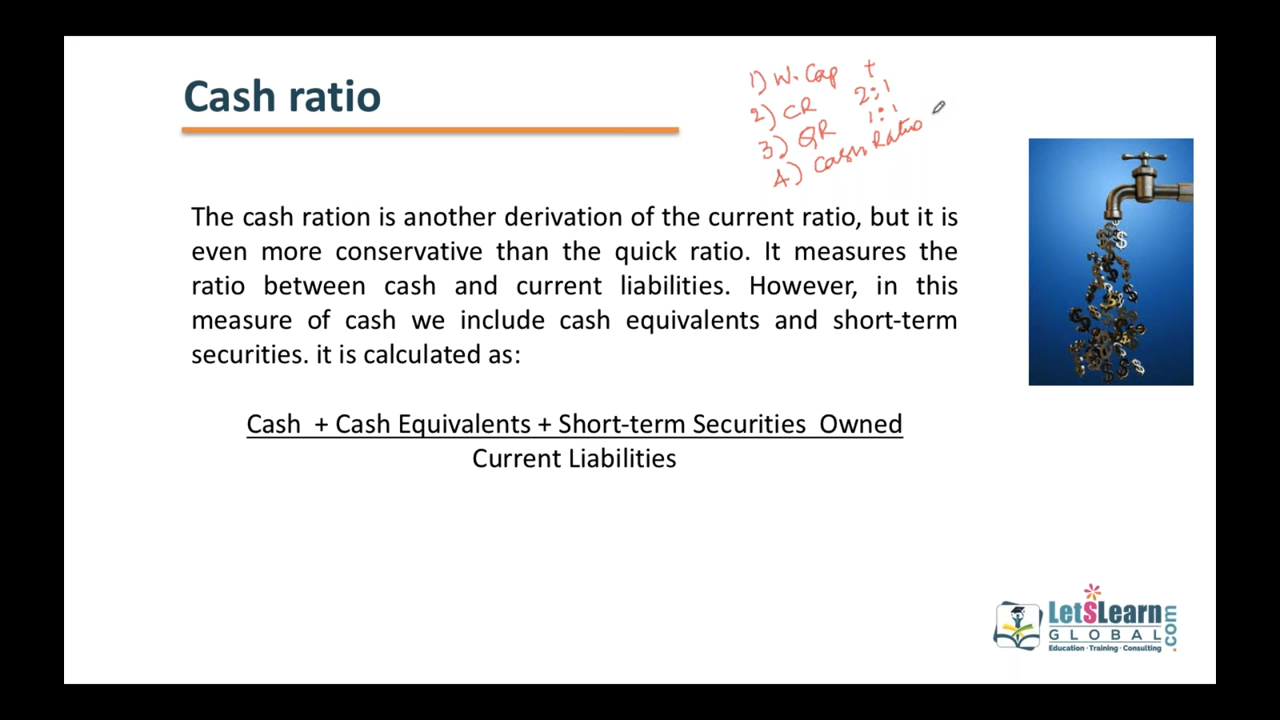 Cash ratio
1) W. Cap +
2) CR 2:1
3) QR 1:1
4) Cash Ratio
The cash ration is another derivation of the current ratio, but it is
even more conservative than the quick ratio. It measures the
ratio between cash and current liabilities. However, in this
measure of cash we include cash equivalents and short-term
securities. it is calculated as:
Cash + Cash Equivalents + Short-term Securities Owned
Current Liabilities
LetSLearn
GLOBAL
.com
Education · Training · Consulting